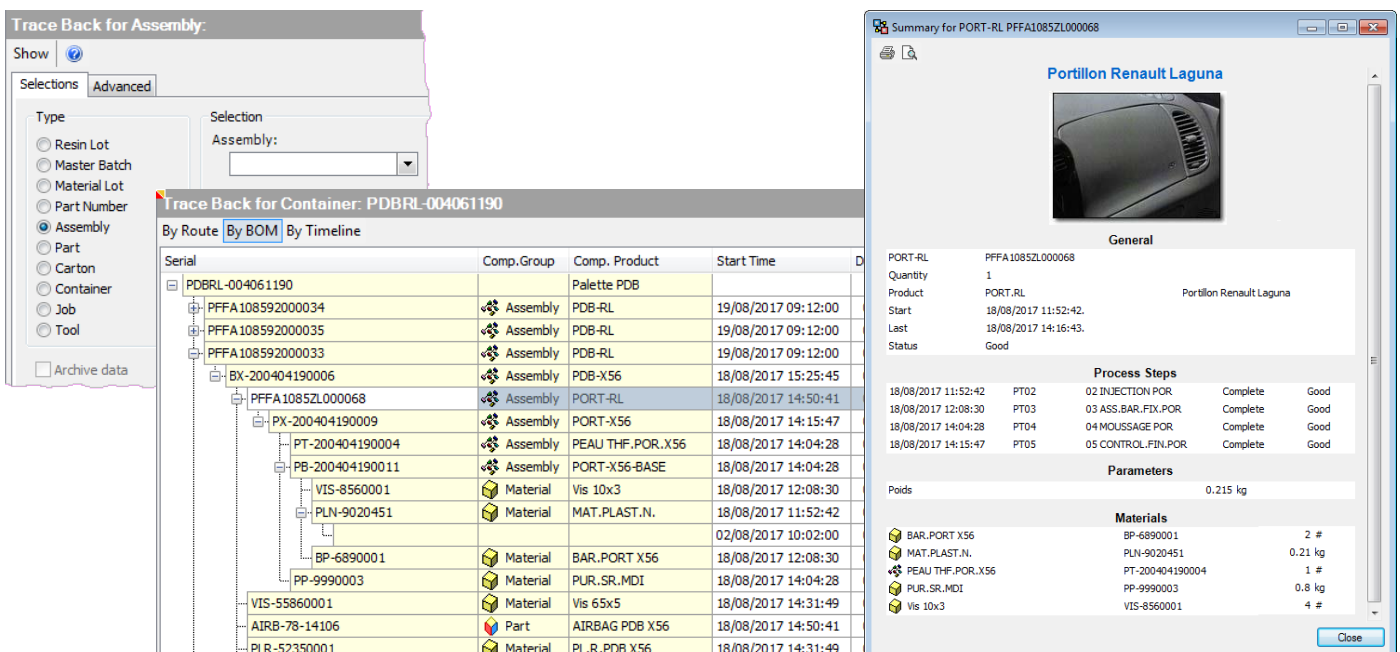 Trace Back for Assembly:
Show
Selections Advanced
Type
Resin Lot
Master Batch
Material Lot
Part Number
Assembly
Part
Carton
Container
Job
Tool
Archive data
Selection
Assembly:
Trace Back for Container: PDBRL-004061190
By Route By BOM By Timeline
Serial Comp.Group Comp. Product Start Time D
PDBRL-004061190 Palette PDB
PFFA108592000034 Assembly PDB-RL 19/08/2017 09:12:00
PFFA108592000035 Assembly PDB-RL 19/08/2017 09:12:00
PFFA108592000033 Assembly PDB-RL 19/08/2017 09:12:00
BX-200404190006 Assembly PDB-X56 18/08/2017 15:25:45
PFFA1085ZL000068 Assembly PORT-RL 18/08/2017 14:50:41
PX-200404190009 Assembly PORT-X56 18/08/2017 14:15:47
PT-200404190004 Assembly PEAU THF.POR.X56 18/08/2017 14:04:28
PB-200404190011 Assembly PORT-X56-BASE 18/08/2017 14:04:28
VIS-8560001 Material Vis 10x3 18/08/2017 12:08:30
PLN-9020451 Material MAT.PLAST.N. 18/08/2017 11:52:42
02/08/2017 10:02:00
BP-6890001 Material BAR.PORT X56 18/08/2017 12:08:30
PP-9990003 Material PUR.SR.MDI 18/08/2017 14:04:28
VIS-55860001 Material Vis 65x5 18/08/2017 14:31:49
AIRB-78-14106 Part AIRBAG PDB X56 18/08/2017 14:50:41
PLR-52350001 Material PL.R.PDB X56 18/08/2017 14:31:49
Summary for PORT-RL PFFA1085ZL000068
Portillon Renault Laguna
General
PORT-RL PFFA1085ZL000068
Quantity 1
Product PORT.RL Portillon Renault Laguna
Start 18/08/2017 11:52:42.
Last 18/08/2017 14:16:43.
Status Good
Process Steps
18/08/2017 11:52:42 PT02 02 INJECTION POR Complete Good
18/08/2017 12:08:30 PT03 03 ASS.BAR.FIX.POR Complete Good
18/08/2017 14:04:28 PT04 04 MOUSSAGE POR Complete Good
18/08/2017 14:15:47 PT05 05 CONTROL.FIN.POR Complete Good
Parameters
Poids 0.215 kg
Materials
BAR.PORT X56 BP-6890001 2 #
MAT.PLAST.N. PLN-9020451 0.21 kg
PEAU THF.POR.X56 PT-200404190004 1 #
PUR.SR.MDI PP-9990003 0.8 kg
Vis 10x3 VIS-8560001 4 #
Close